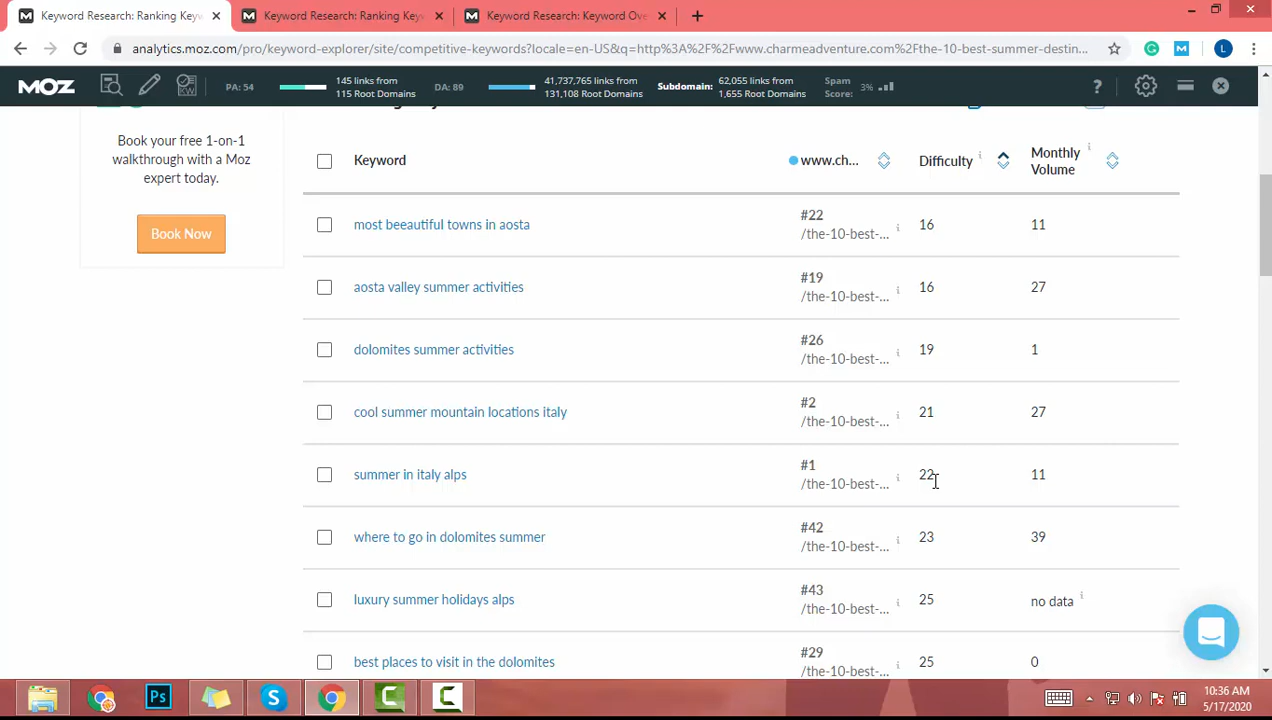 Keyword Research: Ranking Key
Keyword Research: Ranking Key
Keyword Research: Keyword Ove
analytics.moz.com/pro/keyword-explorer/site/competitive-keywords?locale=en-US&q=http%3A%2F%2Fwww.charmeadventure.com%2Fthe-10-best-summer-destin...
L
MOZ
KW
PA: 54
145 links from
115 Root Domains
DA: 89
41,737,765 links from
131,108 Root Domains
Subdomain:
62,055 links from
1,655 Root Domains
Spam
Score:
3%
?
Book your free 1-on-1
walkthrough with a Moz
expert today.
Book Now
Keyword
www.ch...
Difficulty
Monthly
Volume
most beeautiful towns in aosta
#22
/the-10-best-...
16
11
aosta valley summer activities
#19
/the-10-best-...
16
27
dolomites summer activities
#26
/the-10-best-...
19
1
cool summer mountain locations italy
#2
/the-10-best-...
21
27
summer in italy alps
#1
/the-10-best-...
22
11
where to go in dolomites summer
#42
/the-10-best-...
23
39
luxury summer holidays alps
#43
/the-10-best-...
25
no data
best places to visit in the dolomites
#29
/the-10-best-...
25
0
Ps
S
C
C
10:36 AM
5/17/2020